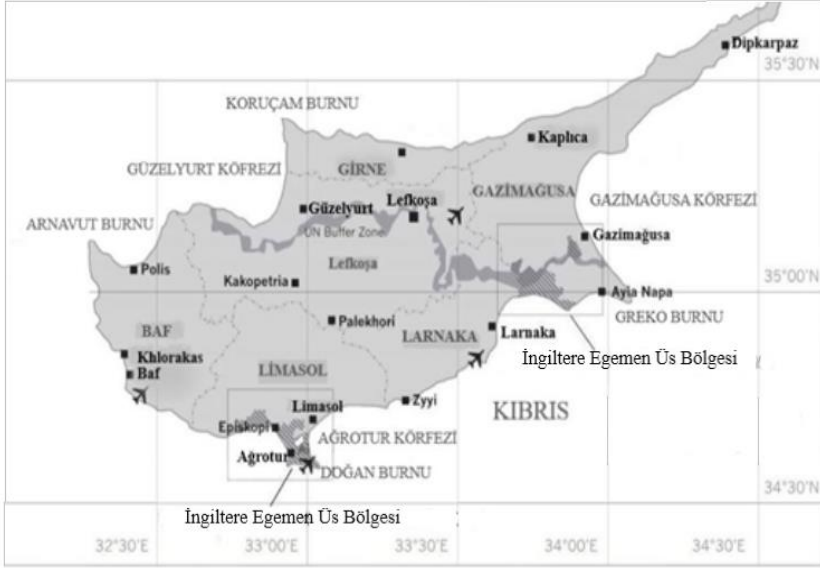 Dipkarpaz
35°30'N
KORUÇAM BURNU
Kaplıca
GİRNE
GÜZELYURT KÖFREZİ
GAZİMAĞUSA
GAZİMAĞUSA KÖRFEZİ
Lefkoşa
Güzelyurt
ARNAVUT BURNU
UN Buffer Zone
Gazimağusa
Lefkoşa
Polis
35°00'N
Kakopetria
Ayia Napa
GREKO BURNU
Palekhori
BAF
LARNAKA
Larnaka
Khlorakas
İngiltere Egemen Üs Bölgesi
Baf
LİMASOL
Zyyi
Limasol
KIBRIS
Episkopi
AĞROTUR KÖRFEZİ
Ağrotur
DOĞAN BURNU
34°30'N
İngiltere Egemen Üs Bölgesi
32°30'E
33°00'E
33°30'E
34°00'E
34°30'E